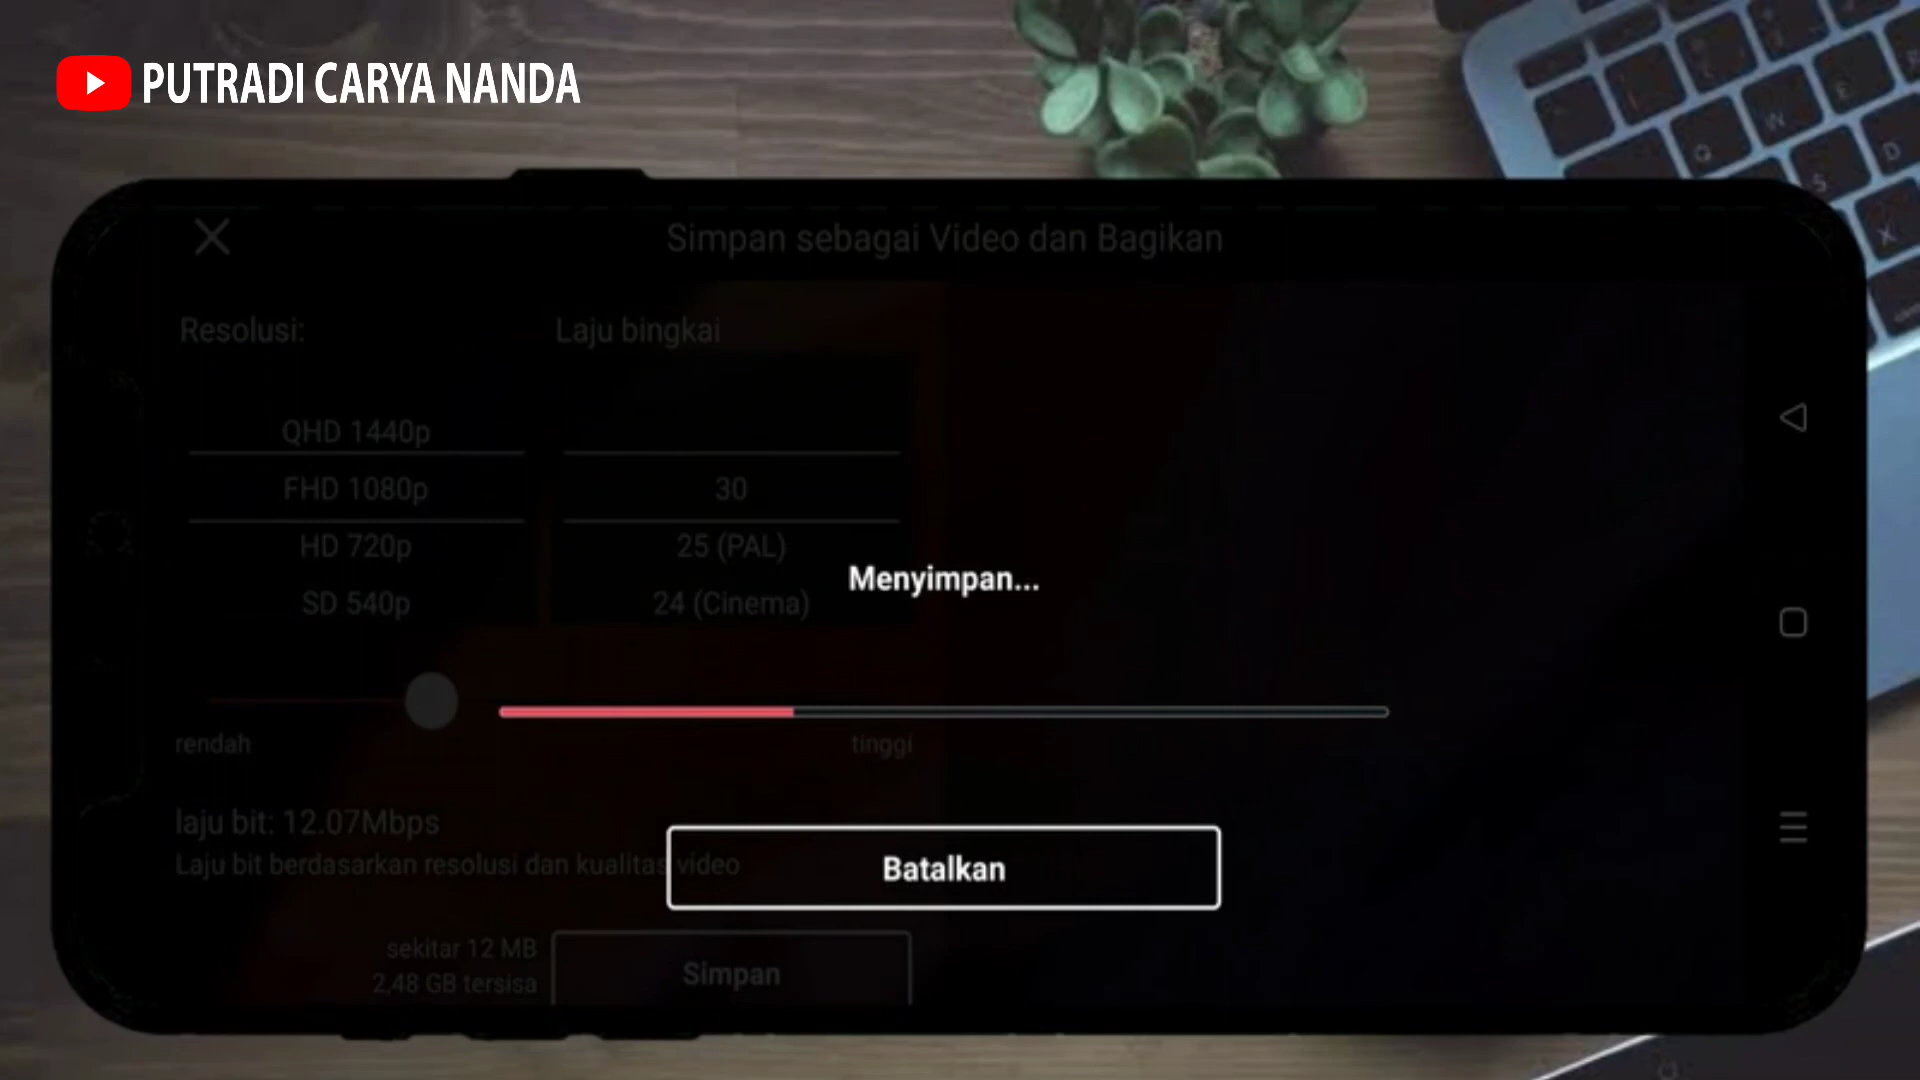 PUTRADI CARYA NANDA
Simpan sebagai Video dan Bagikan
Resolusi:
Laju bingkai
QHD 1440p
FHD 1080p
30
HD 720p
25 (PAL)
SD 540p
24 (Cinema)
Menyimpan...
rendah
tinggi
laju bit: 12.07Mbps
Laju bit berdasarkan resolusi dan kualitas video
Batalkan
sekitar 12 MB
2,48 GB tersisa
Simpan
Q
W
E
S
D
X